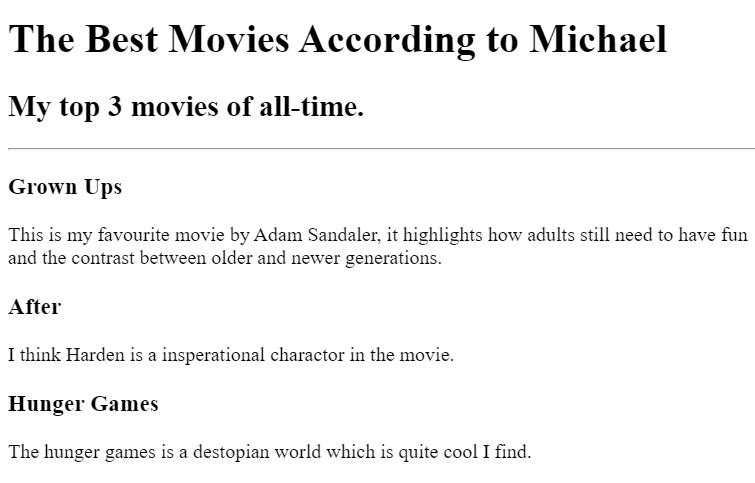 The Best Movies According to Michael
My top 3 movies of all-time.
Grown Ups
This is my favourite movie by Adam Sandaler, it highlights how adults still need to have fun
and the contrast between older and newer generations.
After
I think Harden is a insperational charactor in the movie.
Hunger Games
The hunger games is a destopian world which is quite cool I find.